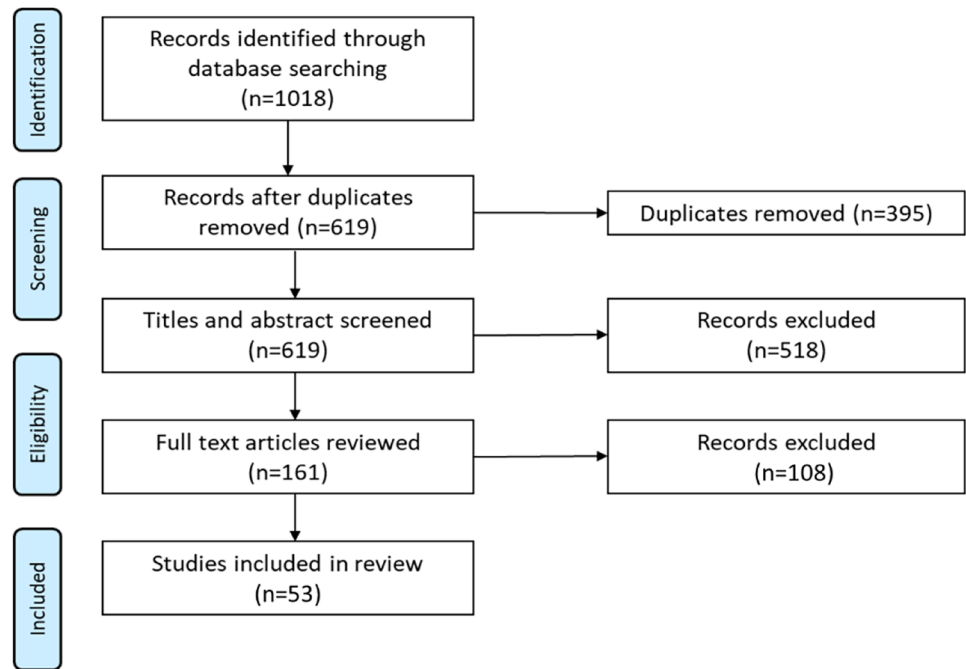 Identification
Records identified through
database searching
(n=1018)
Screening
Records after duplicates
removed (n=619)
Duplicates removed (n=395)
Titles and abstract screened
(n=619)
Records excluded
(n=518)
Eligibility
Full text articles reviewed
(n=161)
Records excluded
(n=108)
Included
Studies included in review
(n=53)